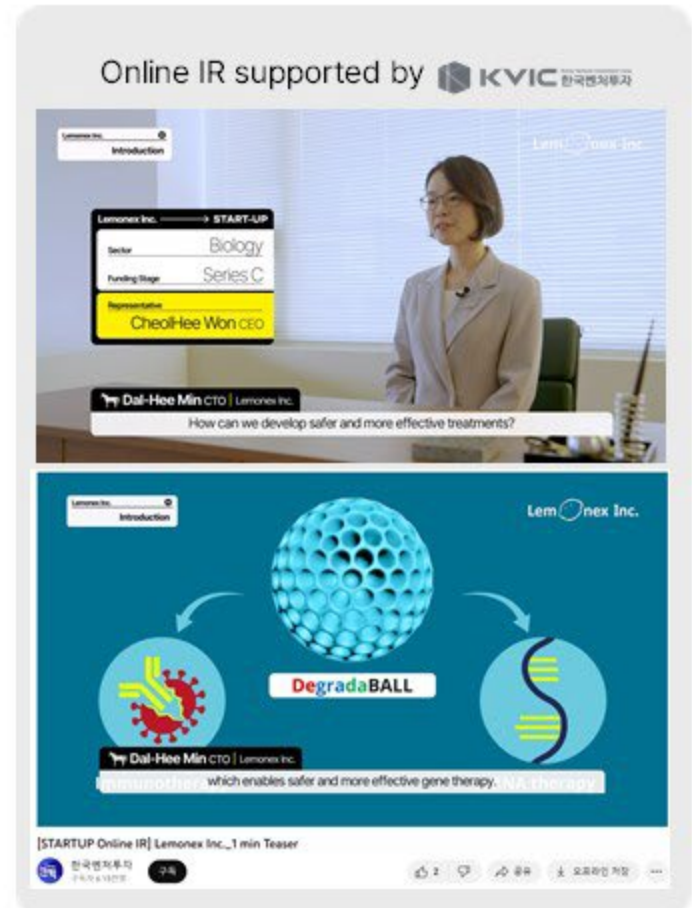 Online IR supported by KVIC 한국벤처투자
Lemonex Inc.
Introduction
Lemonex Inc.
Lemonex Inc. → START-UP
Sector Biology
Funding Stage Series C
Representative
CheolHee Won CEO
Dal-Hee Min CTO | Lemonex Inc.
How can we develop safer and more effective treatments?
Lemonex Inc.
Introduction
Lemonex Inc.
DegradaBALL
Dal-Hee Min CTO | Lemonex Inc.
which enables safer and more effective gene therapy.
[STARTUP Online IR] Lemonex Inc._1 min Teaser
한국벤처투자
구독
2
공유
오프라인 저장